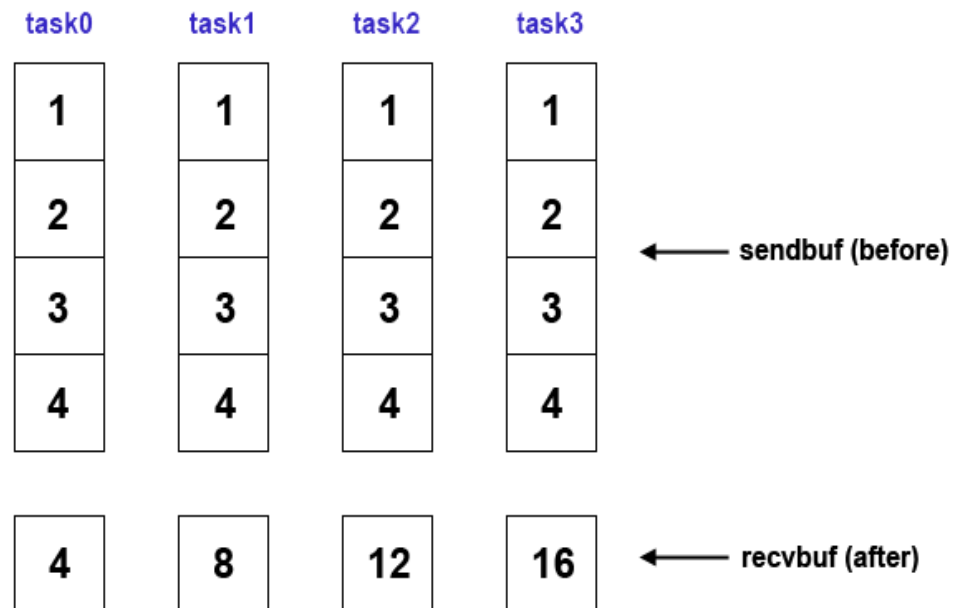 task0 task1 task2 task3
1 1 1 1
2 2 2 2
sendbuf (before)
3 3 3 3
4 4 4 4
4 8 12 16
recvbuf (after)